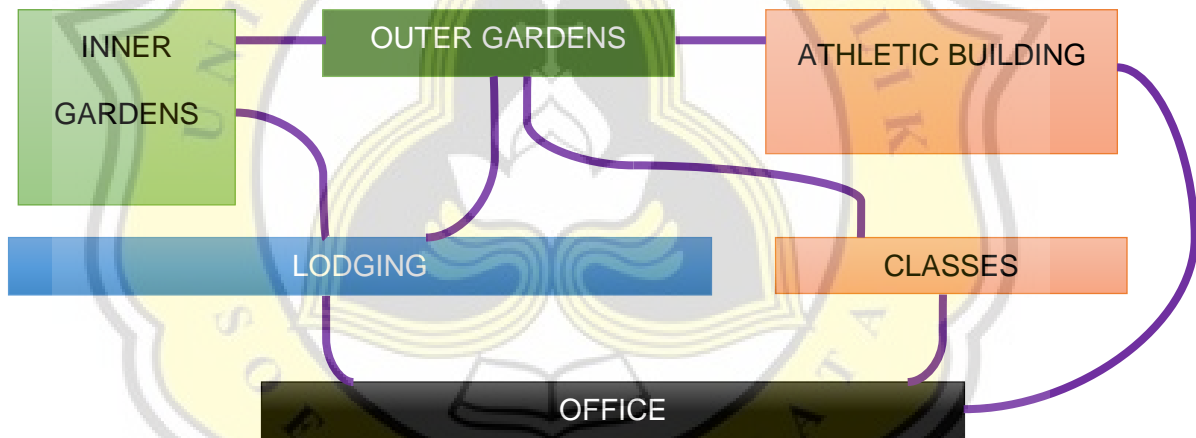 INNER
GARDENS
OUTER GARDENS
ATHLETIC BUILDING
LODGING
CLASSES
OFFICE